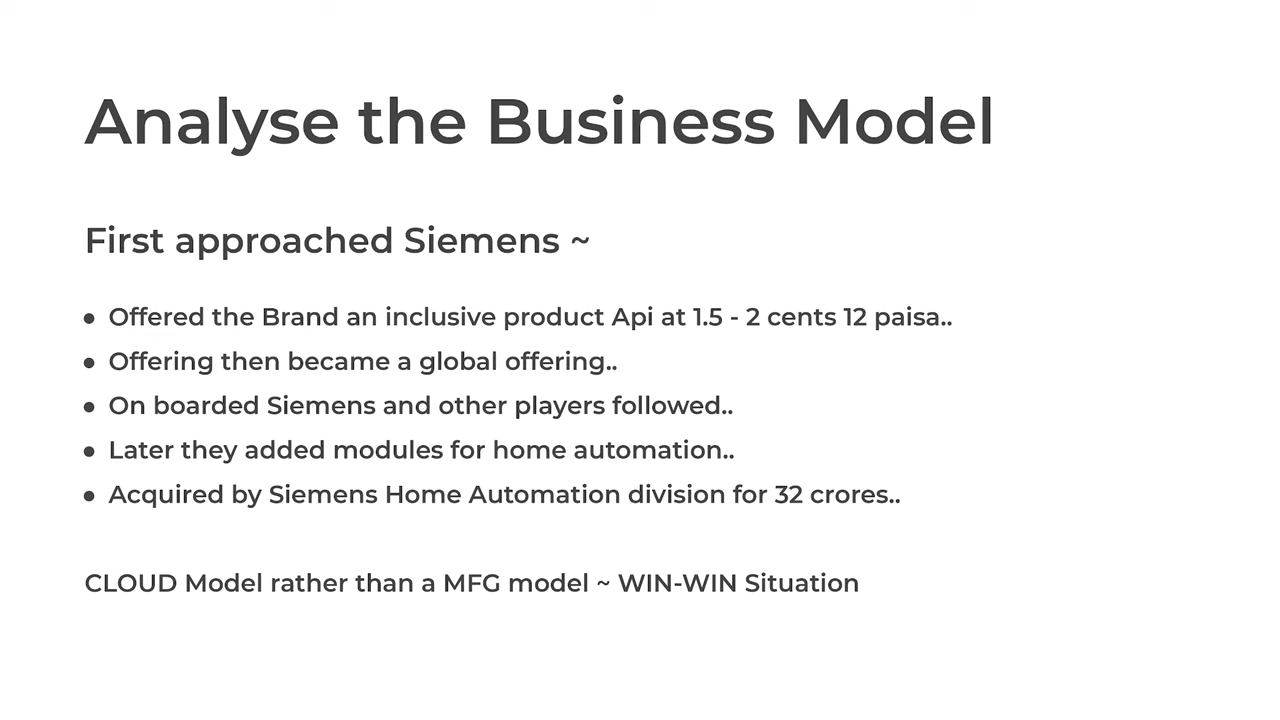 Analyse the Business Model
First approached Siemens ~
• Offered the Brand an inclusive product Api at 1.5 - 2 cents 12 paisa..
• Offering then became a global offering..
• On boarded Siemens and other players followed..
• Later they added modules for home automation..
• Acquired by Siemens Home Automation division for 32 crores..
CLOUD Model rather than a MFG model ~ WIN-WIN Situation